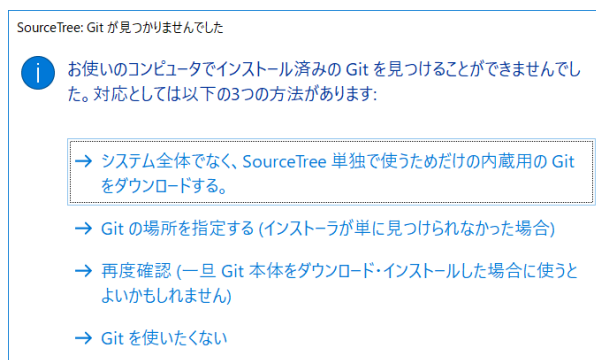 SourceTree: Git が見つかりませんでした
お使いのコンピュータでインストール済みの Git を見つけることができませんでし
た。対応としては以下の3つの方法があります:
→ システム全体でなく、SourceTree 単独で使うためだけの内蔵用の Git
をダウンロードする。
→ Git の場所を指定する (インストーラが単に見つけられなかった場合)
→ 再度確認 (一旦 Git 本体をダウンロード・インストールした場合に使うと
よいかもしれません)
→ Git を使いたくない